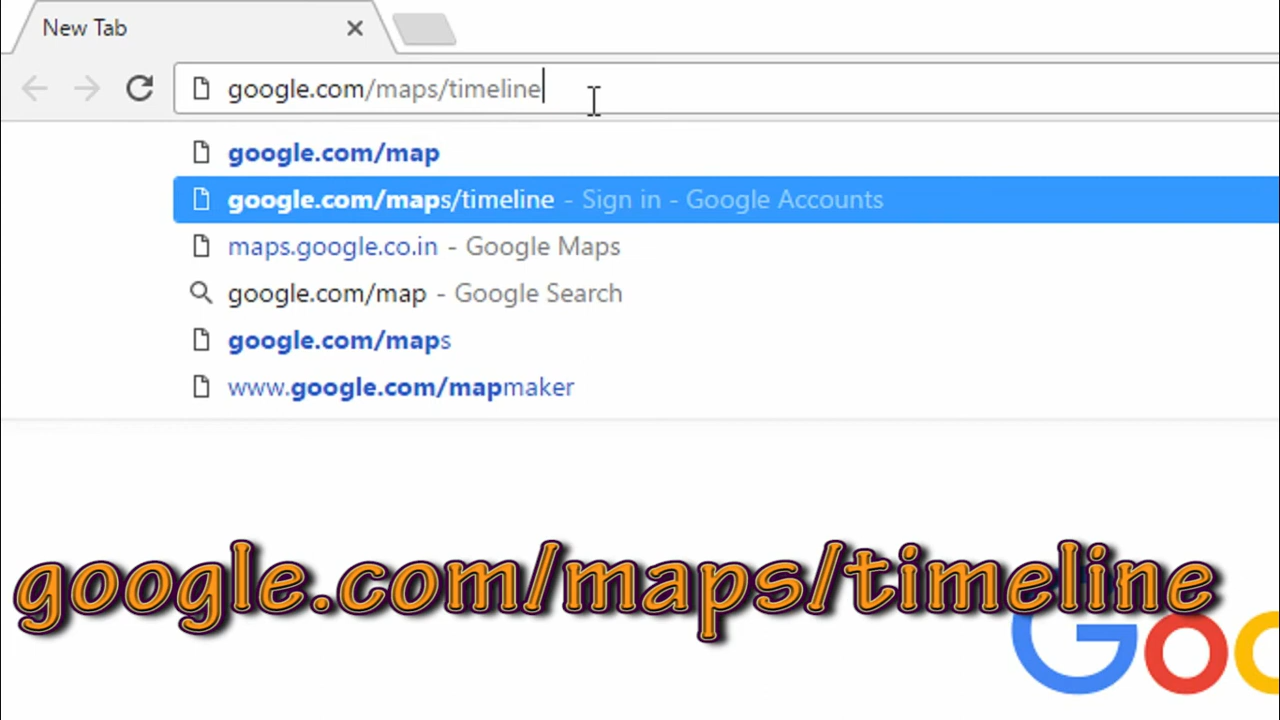 New Tab
google.com/maps/timeline
google.com/map
google.com/maps/timeline - Sign in - Google Accounts
maps.google.co.in - Google Maps
google.com/map - Google Search
google.com/maps
www.google.com/mapmaker
google.com/maps/timeline
Goo